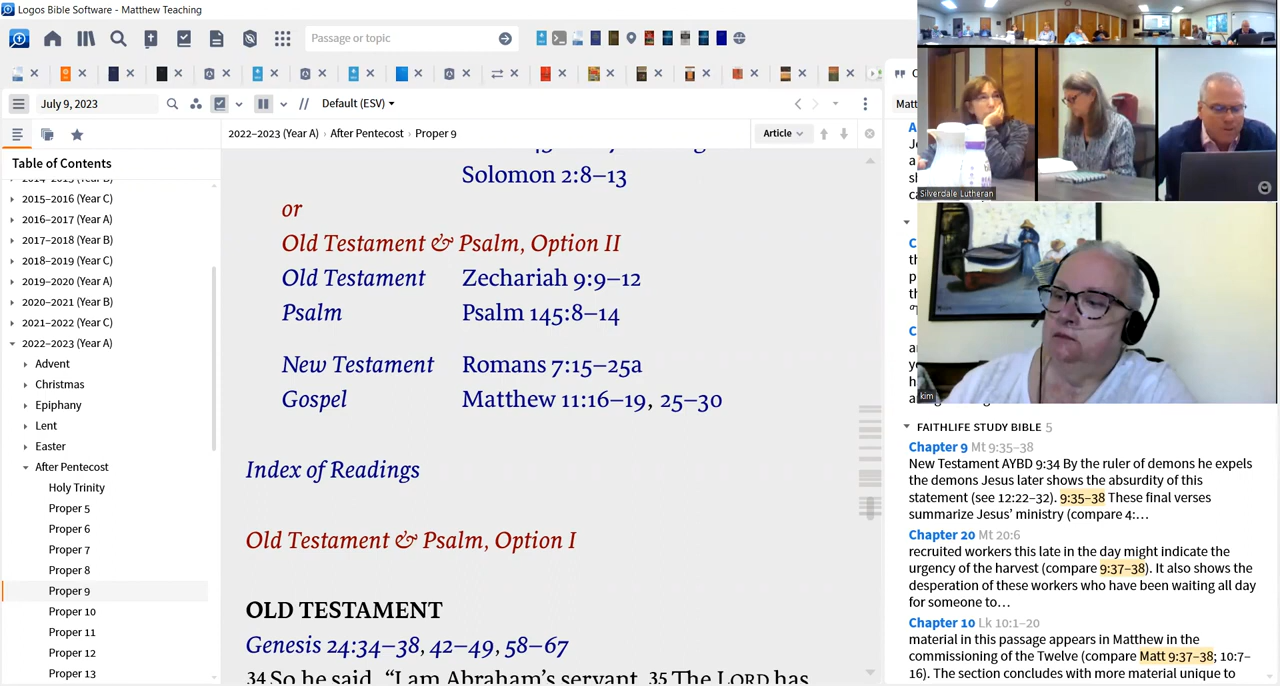 Logos Bible Software - Matthew Teaching
Passage or topic
July 9, 2023
Default (ESV)
Matt
2022–2023 (Year A) › After Pentecost › Proper 9
Article
Table of Contents
2015–2016 (Year C)
2016–2017 (Year A)
2017–2018 (Year B)
2018–2019 (Year C)
2019–2020 (Year A)
2020–2021 (Year B)
2021–2022 (Year C)
2022–2023 (Year A)
Advent
Christmas
Epiphany
Lent
Easter
After Pentecost
Holy Trinity
Proper 5
Proper 6
Proper 7
Proper 8
Proper 9
Proper 10
Proper 11
Proper 12
Proper 13
Solomon 2:8–13
or
Old Testament & Psalm, Option II
Old Testament Zechariah 9:9–12
Psalm Psalm 145:8–14
New Testament Romans 7:15–25a
Gospel Matthew 11:16–19, 25–30
Index of Readings
Old Testament & Psalm, Option I
OLD TESTAMENT
Genesis 24:34–38, 42–49, 58–67
34 So he said, “I am Abraham’s servant. 35 The LORD has
Silverdale Lutheran
kim
FAITHLIFE STUDY BIBLE 5
Chapter 9 Mt 9:35–38
New Testament AYBD 9:34 By the ruler of demons he expels
the demons Jesus later shows the absurdity of this
statement (see 12:22–32). 9:35–38 These final verses
summarize Jesus’ ministry (compare 4:…
Chapter 20 Mt 20:6
recruited workers this late in the day might indicate the
urgency of the harvest (compare 9:37–38). It also shows the
desperation of these workers who have been waiting all day
for someone to…
Chapter 10 Lk 10:1–20
material in this passage appears in Matthew in the
commissioning of the Twelve (compare Matt 9:37–38; 10:7–
16). The section concludes with more material unique to